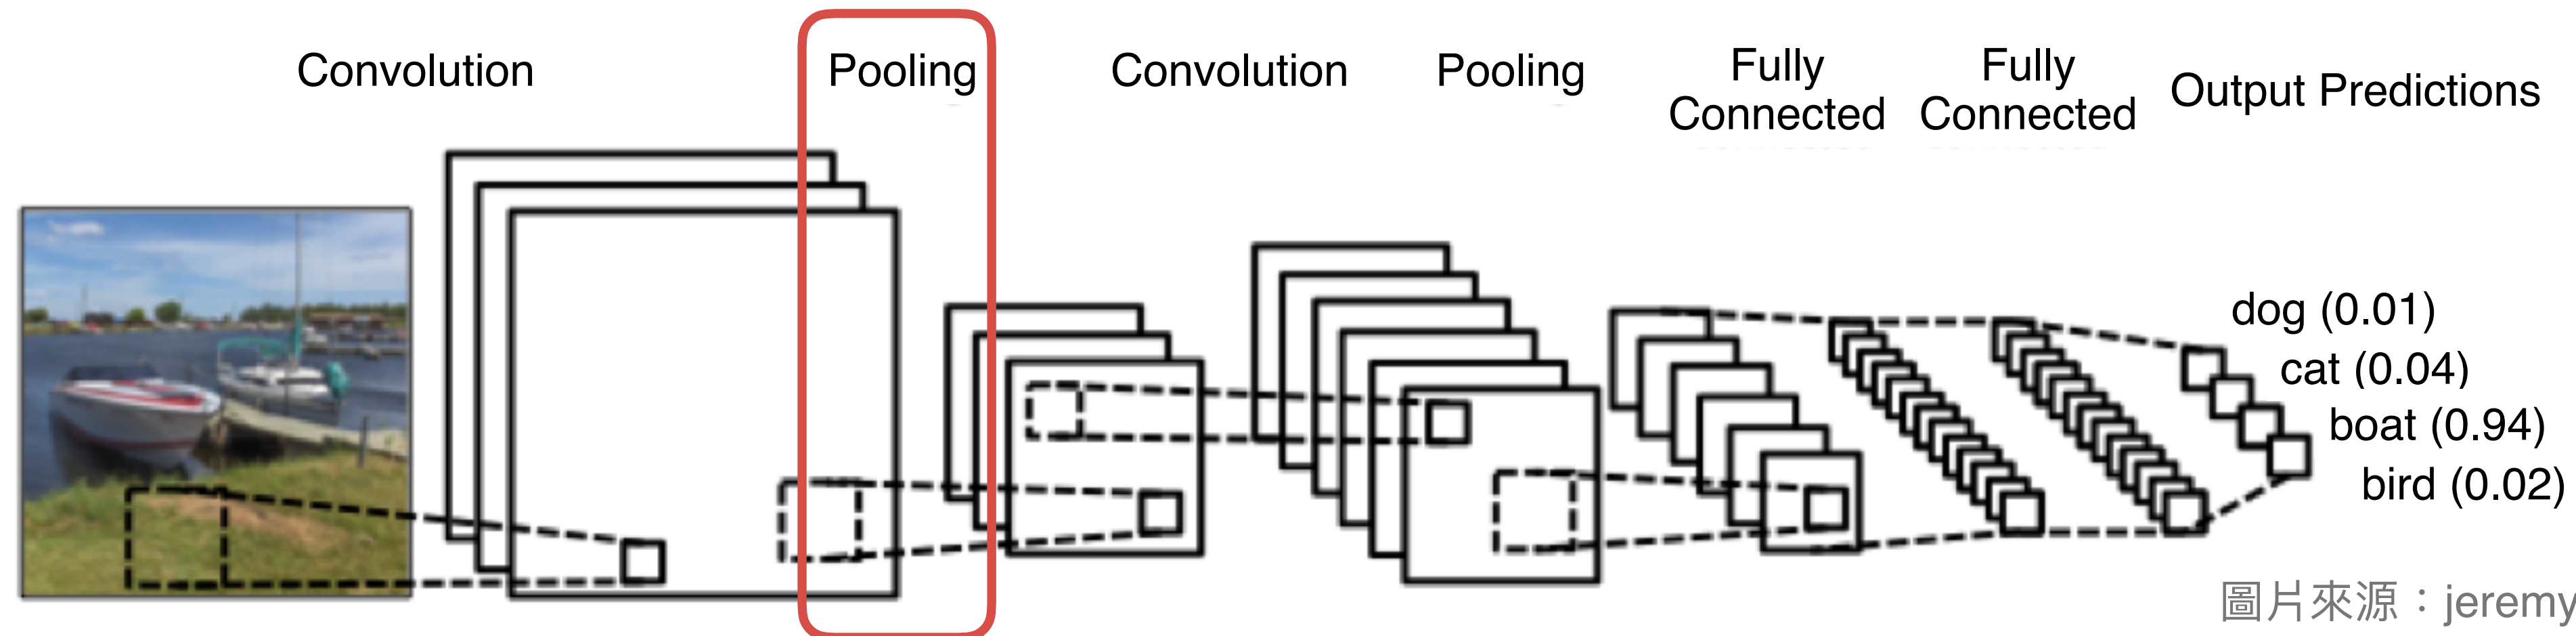 Convolution
Pooling
Convolution
Pooling
Fully
Connected
Fully
Connected
Output Predictions
dog (0.01)
cat (0.04)
boat (0.94)
bird (0.02)
圖片來源：jeremy